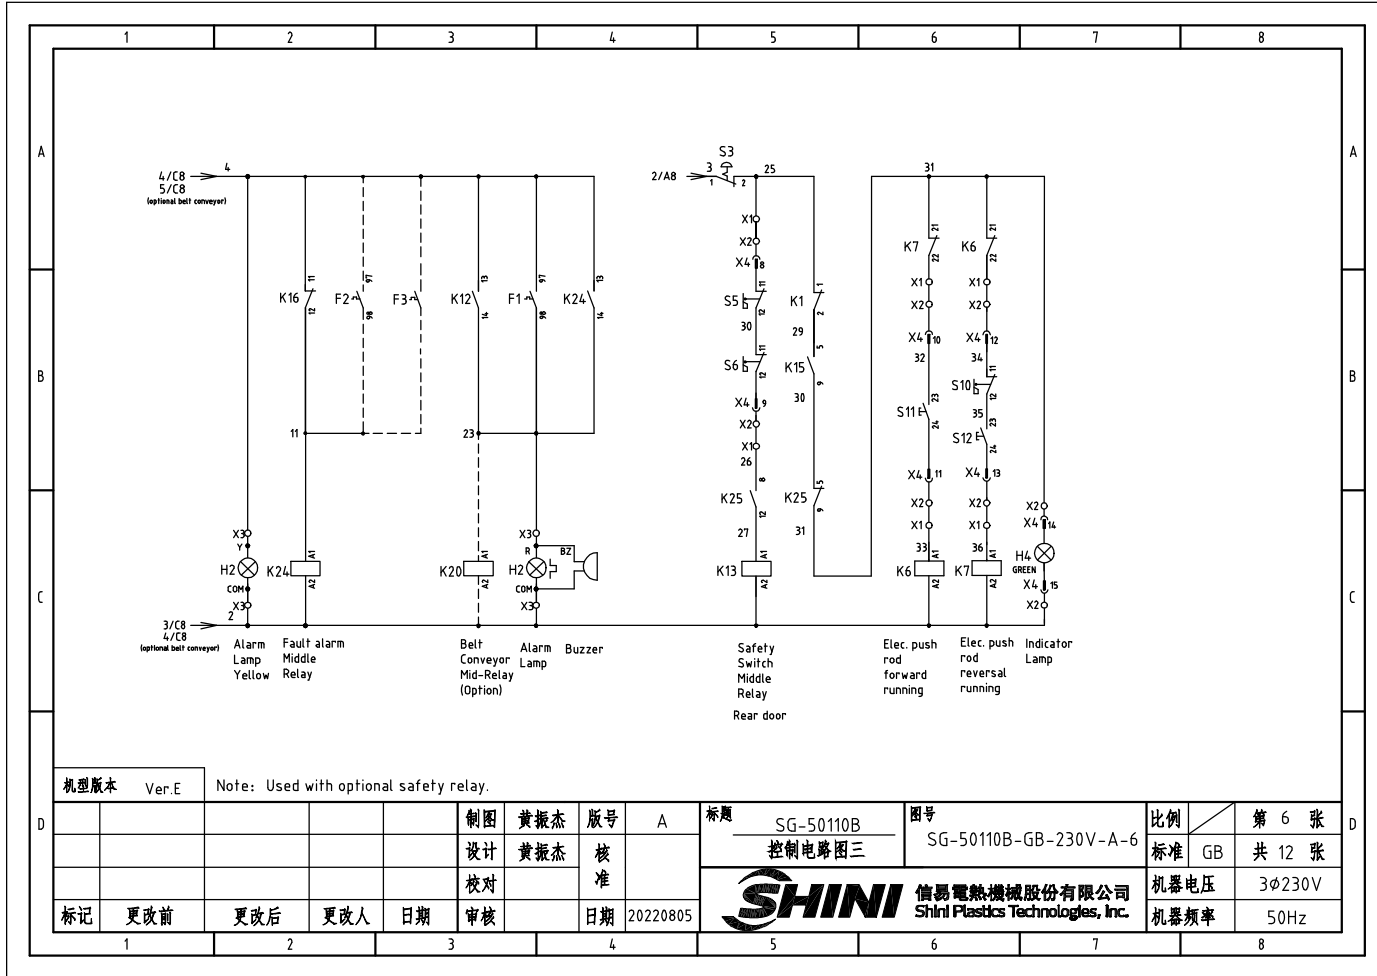 1 2 3 4 5 6 7 8
A A
B B
C C
D D
4/C8
5/C8
(optional belt conveyor)
4
2/A8
3
S3
1 2
25
31
X1
X2
X4 8
K7 21 22
K6 21 22
K16 11 12
F2 97 98
F3
K12 13 14
F1 97 98
K24 13 14
S5 11 12
30
K1 1 2
29
X1
X2
X4 10
32
X1
X2
X4 12
34
S6 11 12
X4 9
X2
X1
26
K15 5 9
30
S10 11 12
35
S11 23 24
S12 23 24
11
23
X4 11
X2
X1
33
X4 13
X2
X1
36
K25 8 12
27
K25 5 9
31
X3
Y
H2
COM
X3
2
K24 A1 A2
K20 A1 A2
X3
R
BZ
H2
COM
X3
K13 A1 A2
K6 A1 A2
K7 A1 A2
X2
X4 14
H4
GREEN
X4 15
X2
3/C8
4/C8
(optional belt conveyor)
Alarm
Lamp
Yellow
Fault alarm
Middle
Relay
Belt
Conveyor
Mid-Relay
(Option)
Alarm
Lamp
Buzzer
Safety
Switch
Middle
Relay
Rear door
Elec. push
rod
forward
running
Elec. push
rod
reversal
running
Indicator
Lamp
机型版本 Ver.E
Note: Used with optional safety relay.
制图 黄振杰 版号 A
设计 黄振杰 核准
校对
标记 更改前 更改后 更改人 日期 审核 日期 20220805
标题 SG-50110B
控制电路图三
图号
SG-50110B-GB-230V-A-6
比例 第 6 张
标准 GB 共 12 张
机器电压 3Φ230V
机器频率 50Hz
SHINI
信易電熱機械股份有限公司
Shini Plastics Technologies, Inc.
1 2 3 4 5 6 7 8